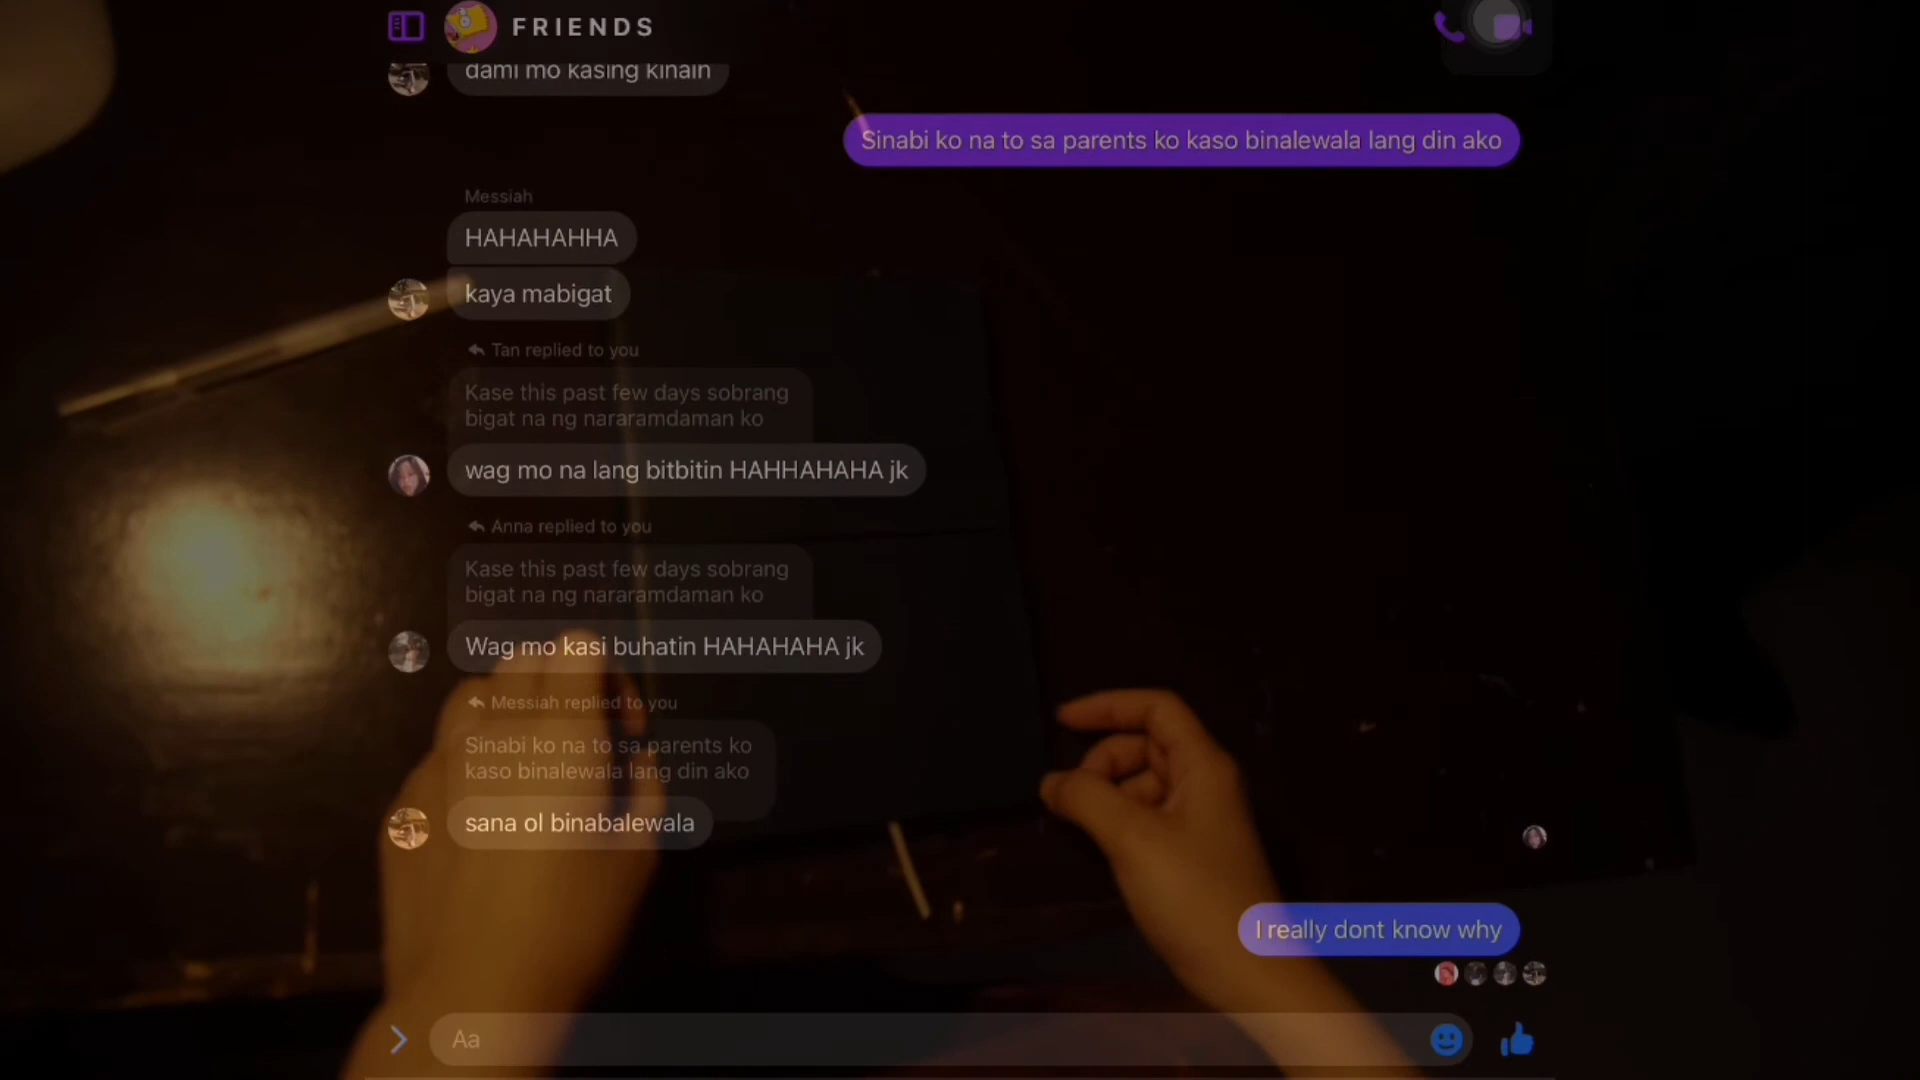 FRIENDS
dami mo kasing kinain
Sinabi ko na to sa parents ko kaso binalewala lang din ako
Messiah
HAHAHAHHA
kaya mabigat
Tan replied to you
Kase this past few days sobrang
bigat na ng nararamdaman ko
wag mo na lang bitbitin HAHHAHAHA jk
Anna replied to you
Kase this past few days sobrang
bigat na ng nararamdaman ko
Wag mo kasi buhatin HAHAHAHA jk
Messiah replied to you
Sinabi ko na to sa parents ko
kaso binalewala lang din ako
sana ol binabalewala
I really dont know why
Aa